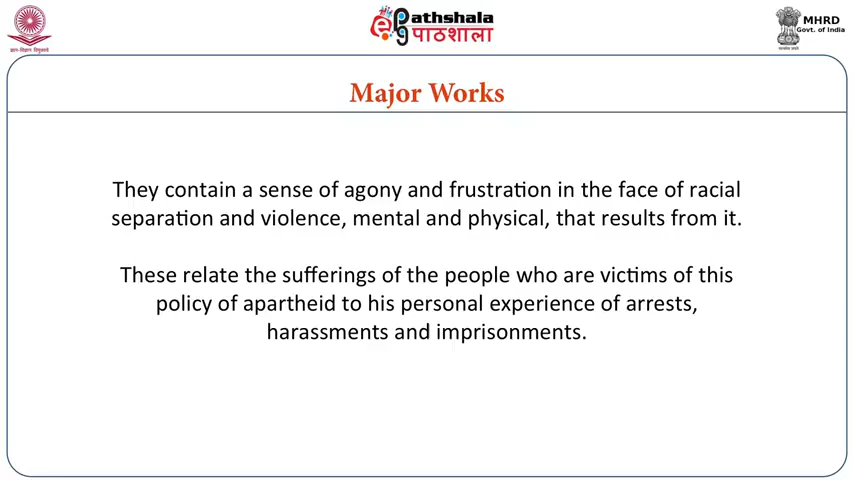 ePathshala
पाठशाला
MHRD
Govt. of India
Major Works
They contain a sense of agony and frustration in the face of racial
separation and violence, mental and physical, that results from it.
These relate the sufferings of the people who are victims of this
policy of apartheid to his personal experience of arrests,
harassments and imprisonments.